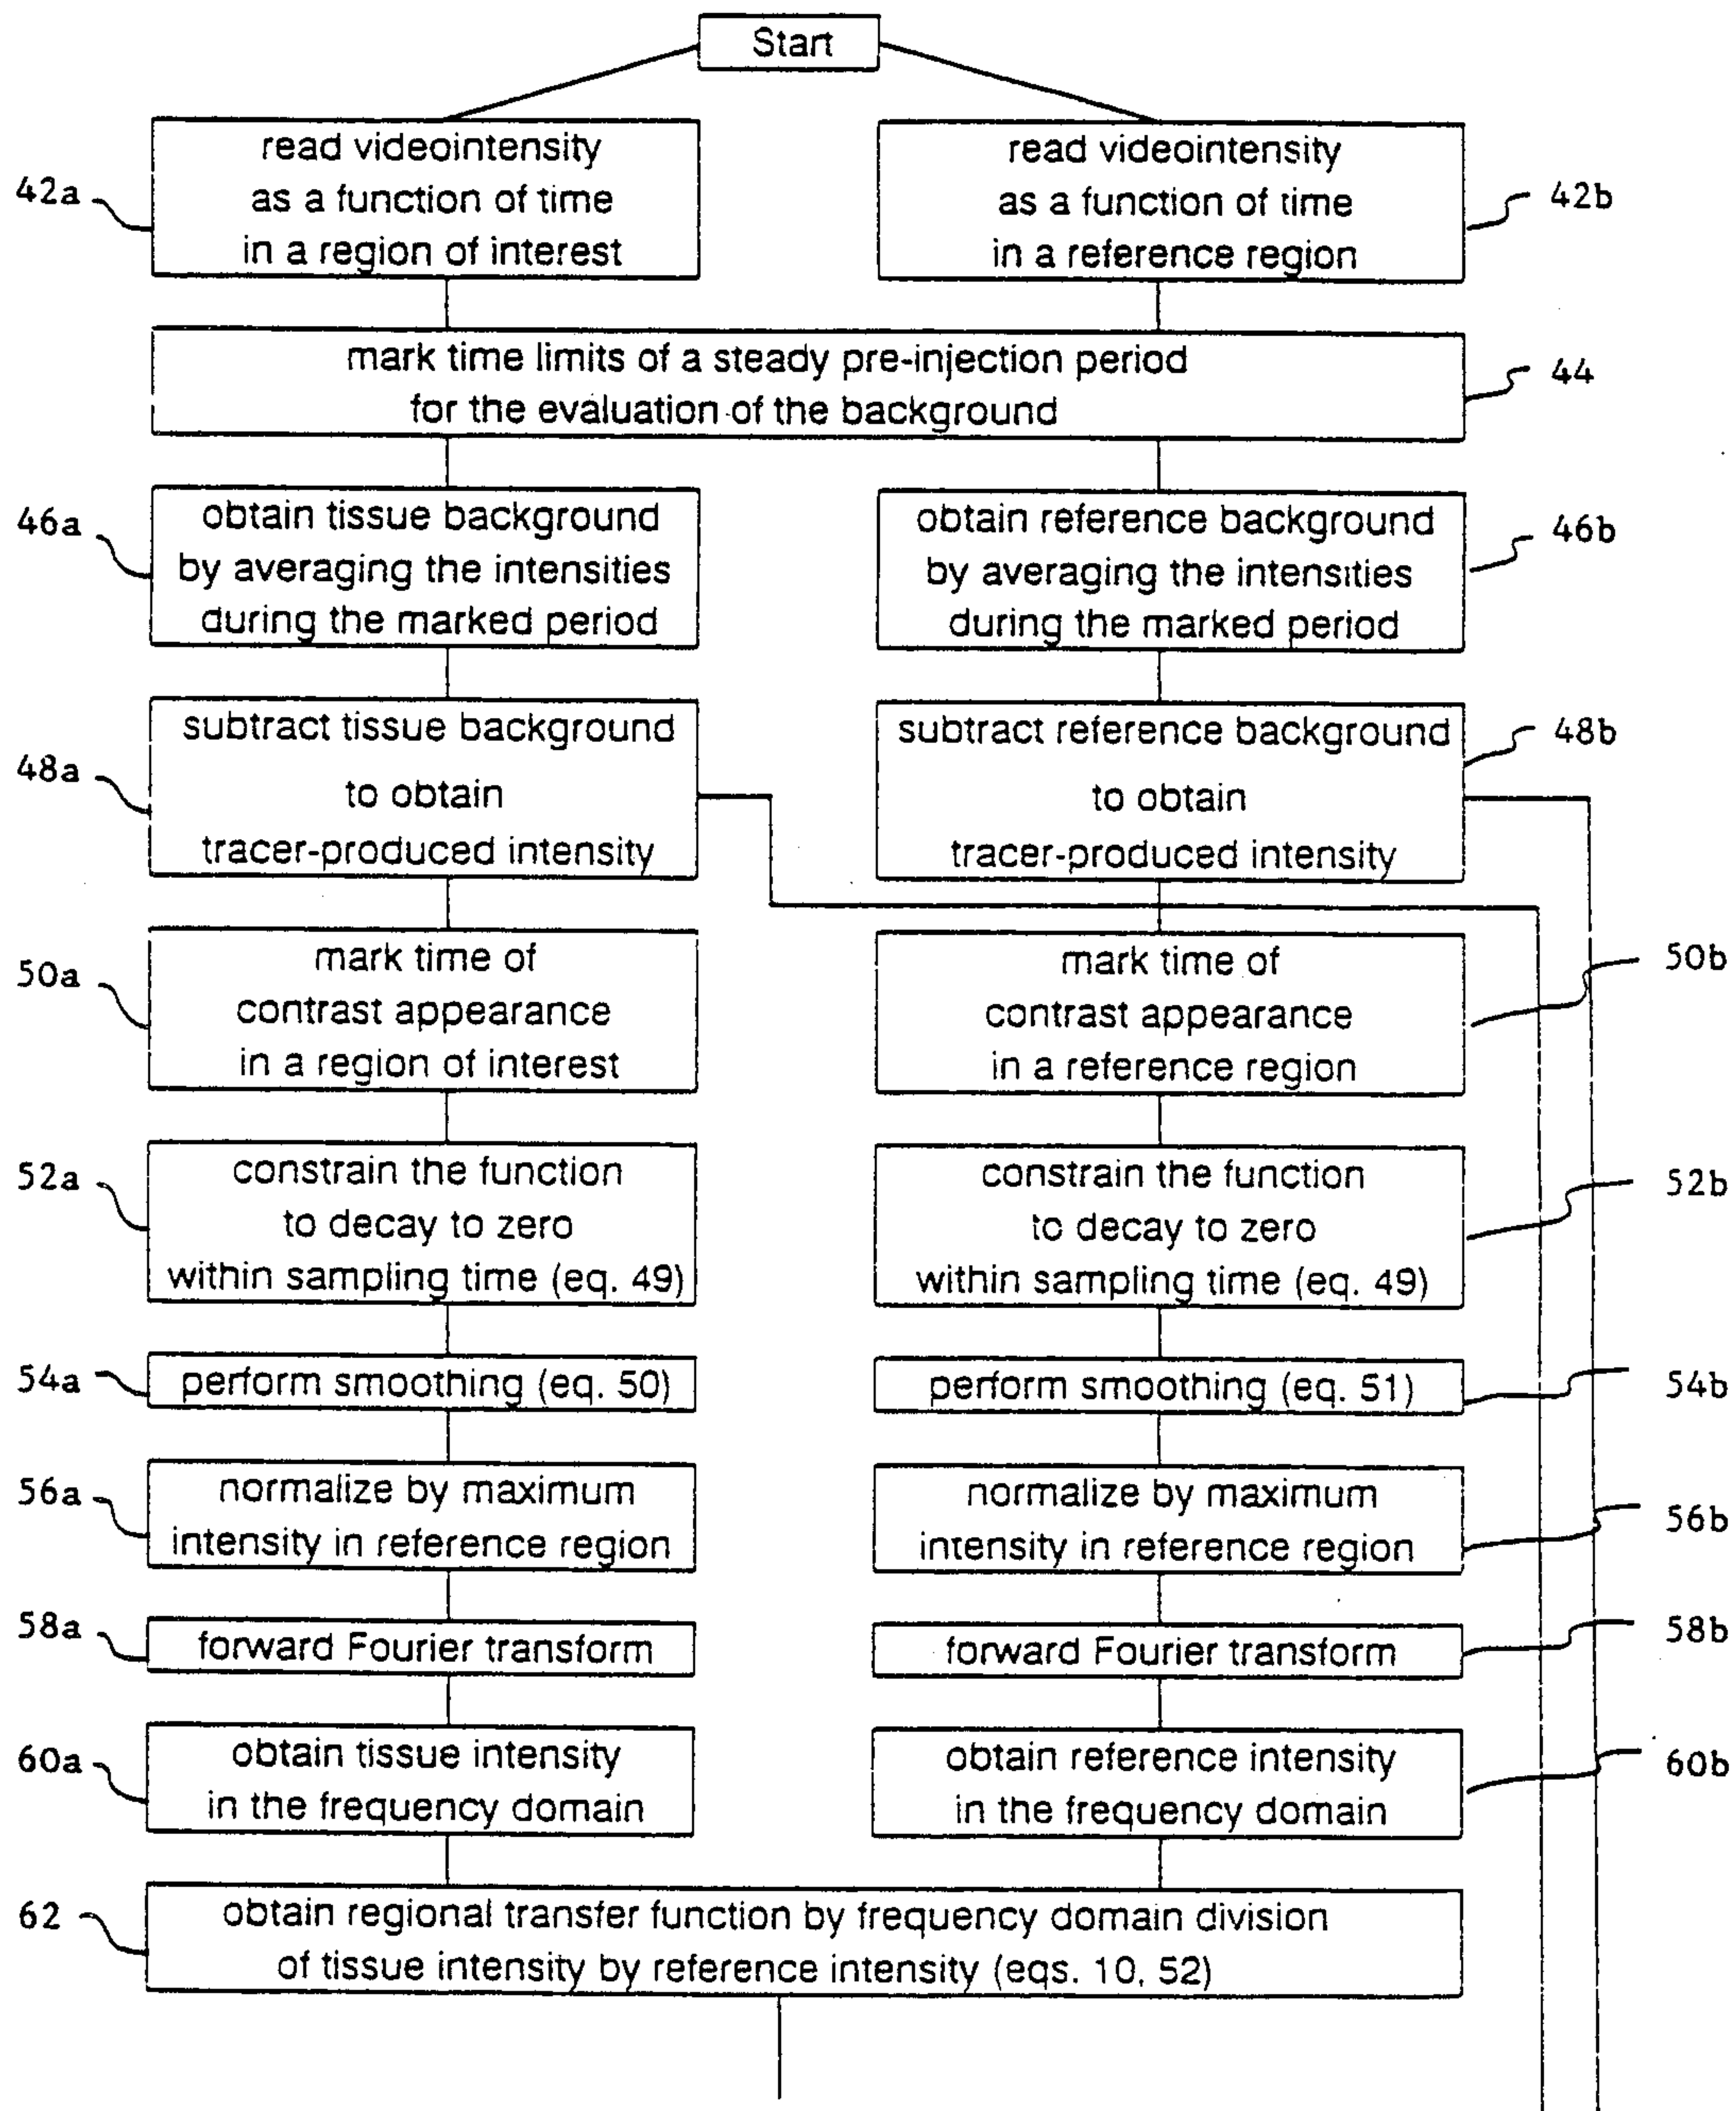 Start
read videointensity
as a function of time
in a region of interest
42a
read videointensity
as a function of time
in a reference region
42b
mark time limits of a steady pre-injection period
for the evaluation of the background
44
46a
obtain tissue background
by averaging the intensities
during the marked period
obtain reference background
by averaging the intensities
during the marked period
46b
48a
subtract tissue background
to obtain
tracer-produced intensity
subtract reference background
to obtain
tracer-produced intensity
48b
50a
mark time of
contrast appearance
in a region of interest
mark time of
contrast appearance
in a reference region
50b
52a
constrain the function
to decay to zero
within sampling time (eq. 49)
constrain the function
to decay to zero
within sampling time (eq. 49)
52b
54a
perform smoothing (eq. 50)
perform smoothing (eq. 51)
54b
56a
normalize by maximum
intensity in reference region
normalize by maximum
intensity in reference region
56b
58a
forward Fourier transform
forward Fourier transform
58b
60a
obtain tissue intensity
in the frequency domain
obtain reference intensity
in the frequency domain
60b
62
obtain regional transfer function by frequency domain division
of tissue intensity by reference intensity (eqs. 10, 52)